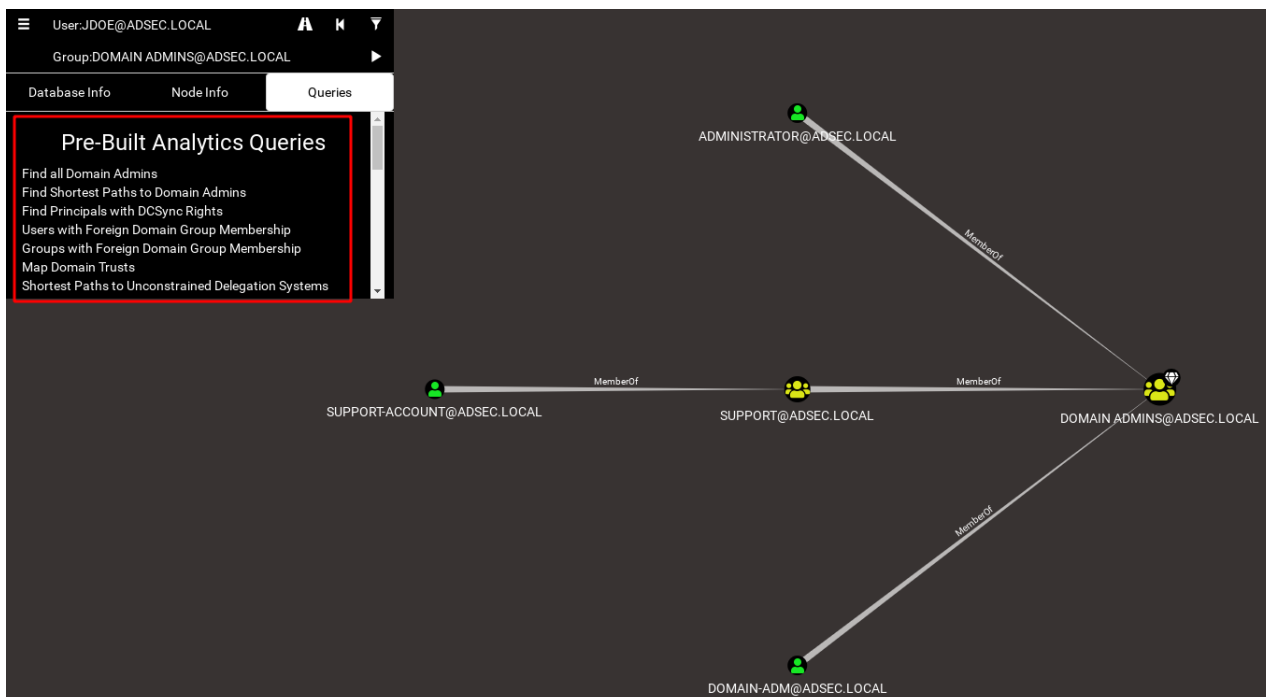 User:JDOE@ADSEC.LOCAL
Group:DOMAIN ADMINS@ADSEC.LOCAL
Database Info Node Info Queries
Pre-Built Analytics Queries
Find all Domain Admins
Find Shortest Paths to Domain Admins
Find Principals with DCSync Rights
Users with Foreign Domain Group Membership
Groups with Foreign Domain Group Membership
Map Domain Trusts
Shortest Paths to Unconstrained Delegation Systems
ADMINISTRATOR@ADSEC.LOCAL
MemberOf
MemberOf
MemberOf
SUPPORT-ACCOUNT@ADSEC.LOCAL
SUPPORT@ADSEC.LOCAL
DOMAIN ADMINS@ADSEC.LOCAL
MemberOf
DOMAIN-ADM@ADSEC.LOCAL